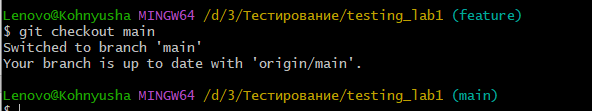 Lenovo@Kohnyusha MINGW64 /d/3/Тестирование/testing_lab1 (feature)
$ git checkout main
Switched to branch 'main'
Your branch is up to date with 'origin/main'.
Lenovo@Kohnyusha MINGW64 /d/3/Тестирование/testing_lab1 (main)
$